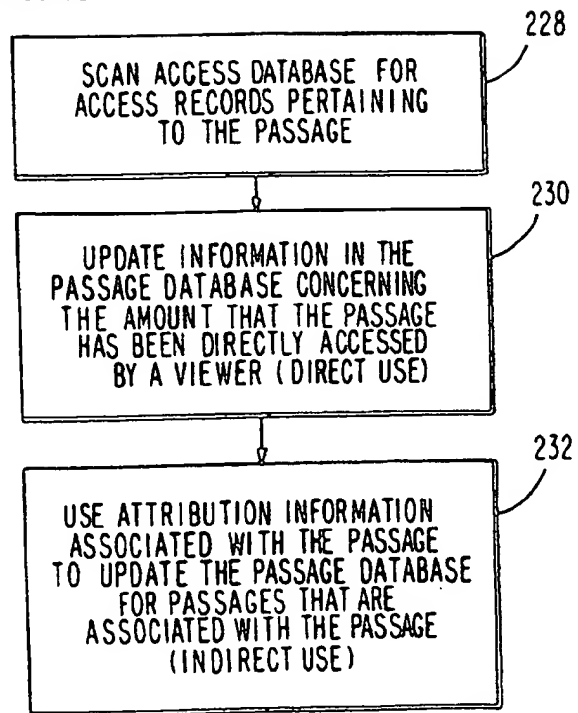 228
SCAN ACCESS DATABASE FOR
ACCESS RECORDS PERTAINING
TO THE PASSAGE
230
UPDATE INFORMATION IN THE
PASSAGE DATABASE CONCERNING
THE AMOUNT THAT THE PASSAGE
HAS BEEN DIRECTLY ACCESSED
BY A VIEWER (DIRECT USE)
232
USE ATTRIBUTION INFORMATION
ASSOCIATED WITH THE PASSAGE
TO UPDATE THE PASSAGE DATABASE
FOR PASSAGES THAT ARE
ASSOCIATED WITH THE PASSAGE
(INDIRECT USE)